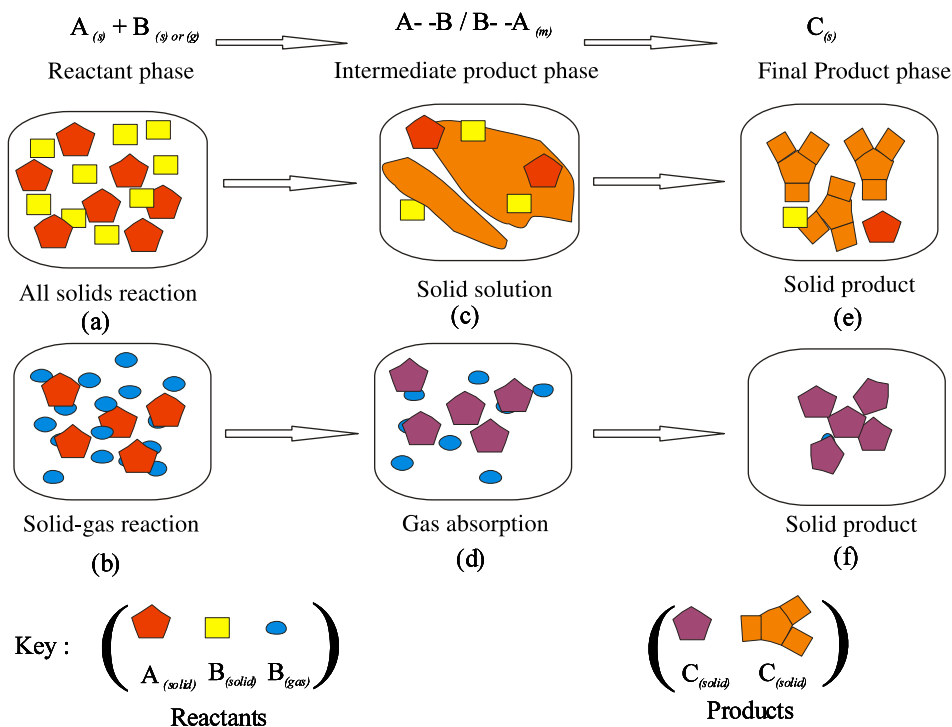 A (s) + B (s) or (g) A- -B / B- -A (m) C(s)
Reactant phase Intermediate product phase Final Product phase
All solids reaction Solid solution Solid product
(a) (c) (e)
Solid-gas reaction Gas absorption Solid product
(b) (d) (f)
Key :
A (solid) B(solid) B(gas) C(solid) C(solid)
Reactants Products